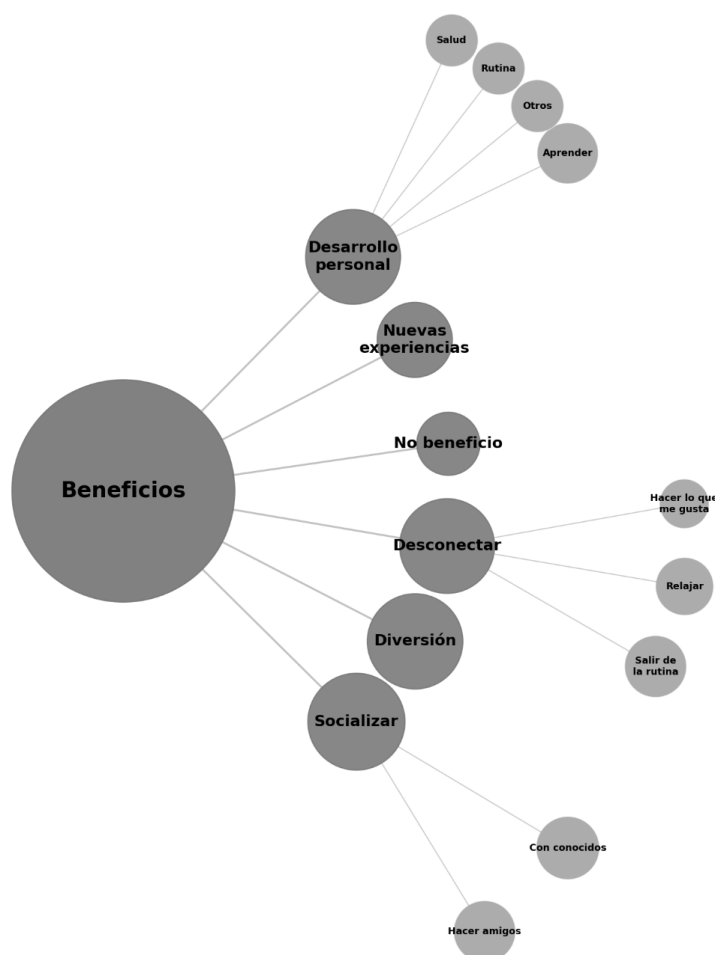 Salud
Rutina
Otros
Aprender
Desarrollo
personal
Nuevas
experiencias
No beneficio
Beneficios
Hacer lo que
me gusta
Desconectar
Relajar
Diversión
Salir de
la rutina
Socializar
Con conocidos
Hacer amigos